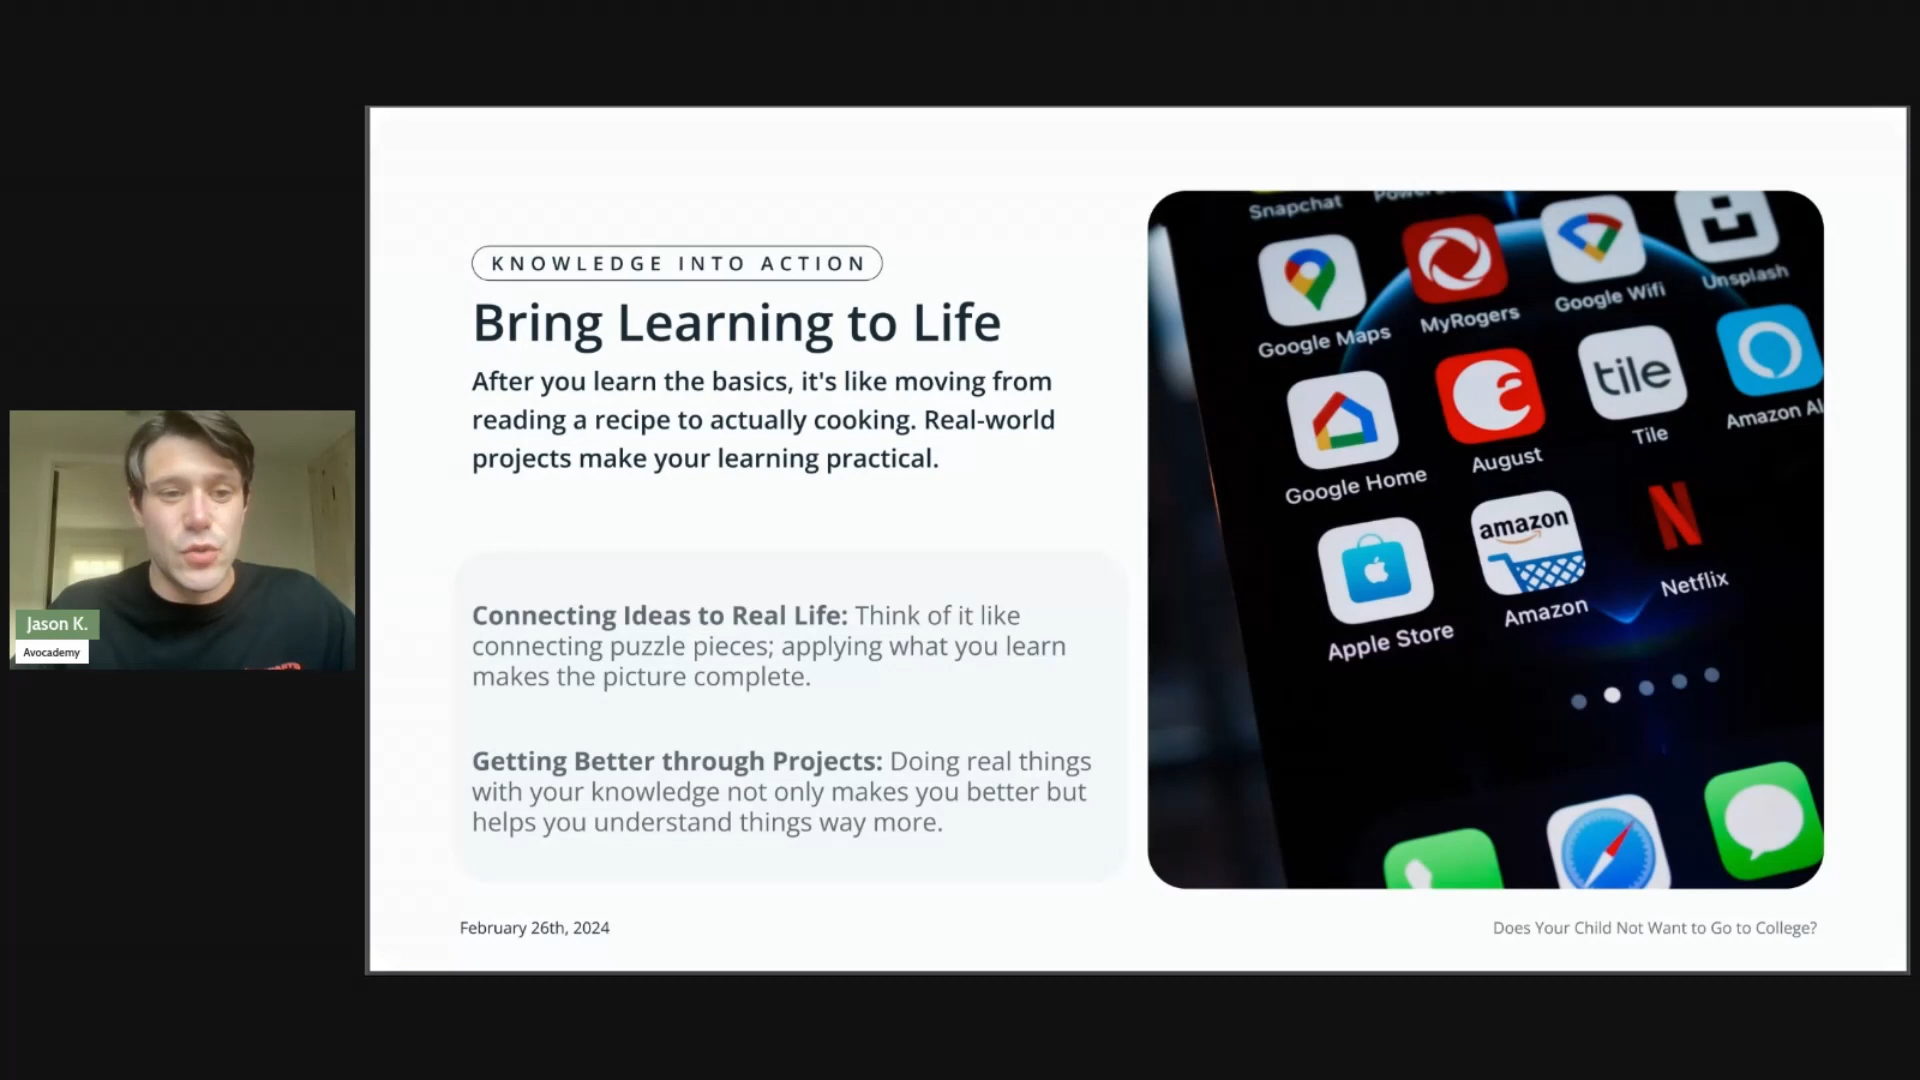 KNOWLEDGE INTO ACTION
Bring Learning to Life
After you learn the basics, it's like moving from
reading a recipe to actually cooking. Real-world
projects make your learning practical.
Connecting Ideas to Real Life: Think of it like
connecting puzzle pieces; applying what you learn
makes the picture complete.
Getting Better through Projects: Doing real things
with your knowledge not only makes you better but
helps you understand things way more.
February 26th, 2024
Does Your Child Not Want to Go to College?
Jason K.
Avocademy
Snapchat
Google Maps
MyRogers
Google Wifi
Unsplash
tile
Google Home
August
Tile
Amazon Al
amazon
N
Apple Store
Amazon
Netflix